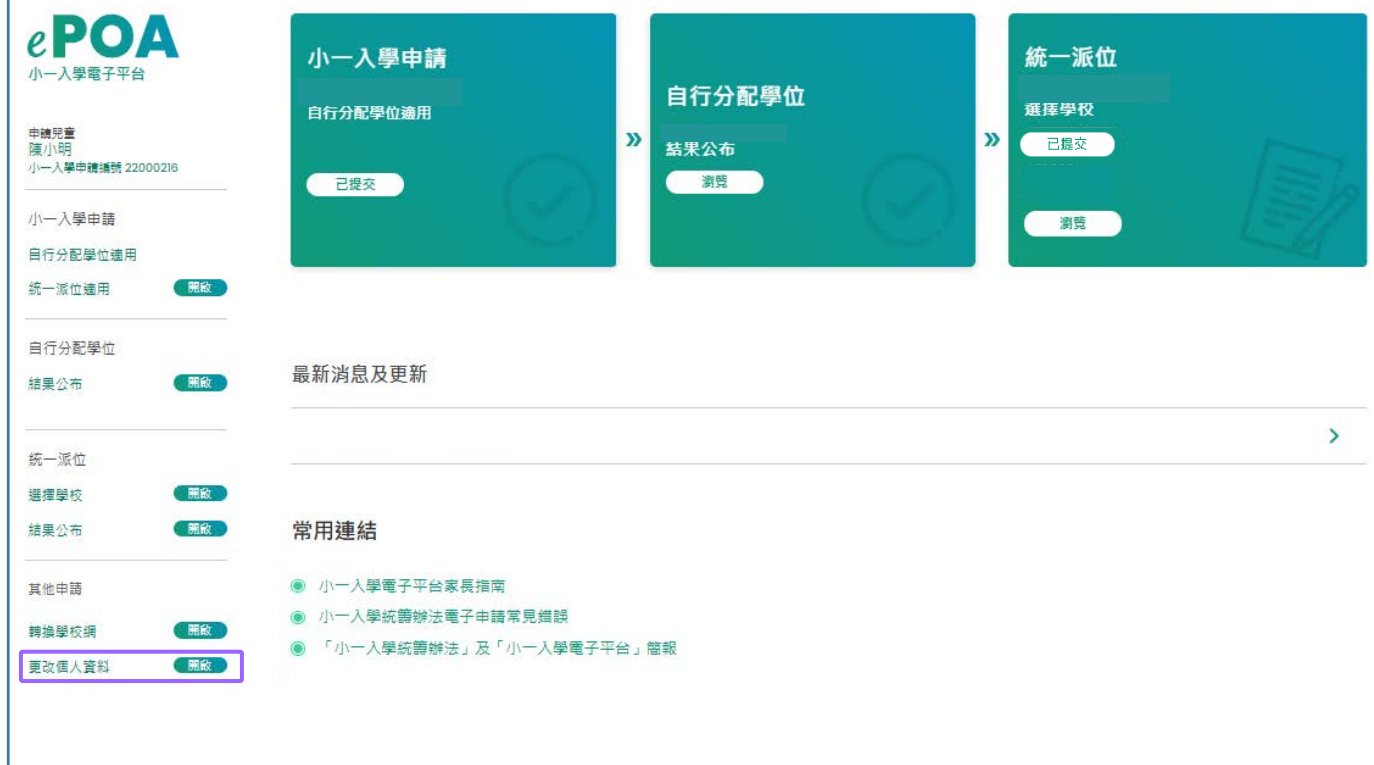 ePOA
小一入學電子平台
申請兒童
陳小明
小一入學申請編號 22000216
小一入學申請
自行分配學位適用
統一派位適用 開啟
自行分配學位
結果公布 開啟
統一派位
選擇學校 開啟
結果公布 開啟
其他申請
轉換學校網 開啟
更改個人資料 開啟
小一入學申請
自行分配學位適用
已提交
»
自行分配學位
結果公布
瀏覽
»
統一派位
選擇學校
已提交
瀏覽
最新消息及更新
常用連結
小一入學電子平台家長指南
小一入學統籌辦法電子申請常見錯誤
「小一入學統籌辦法」及「小一入學電子平台」簡報